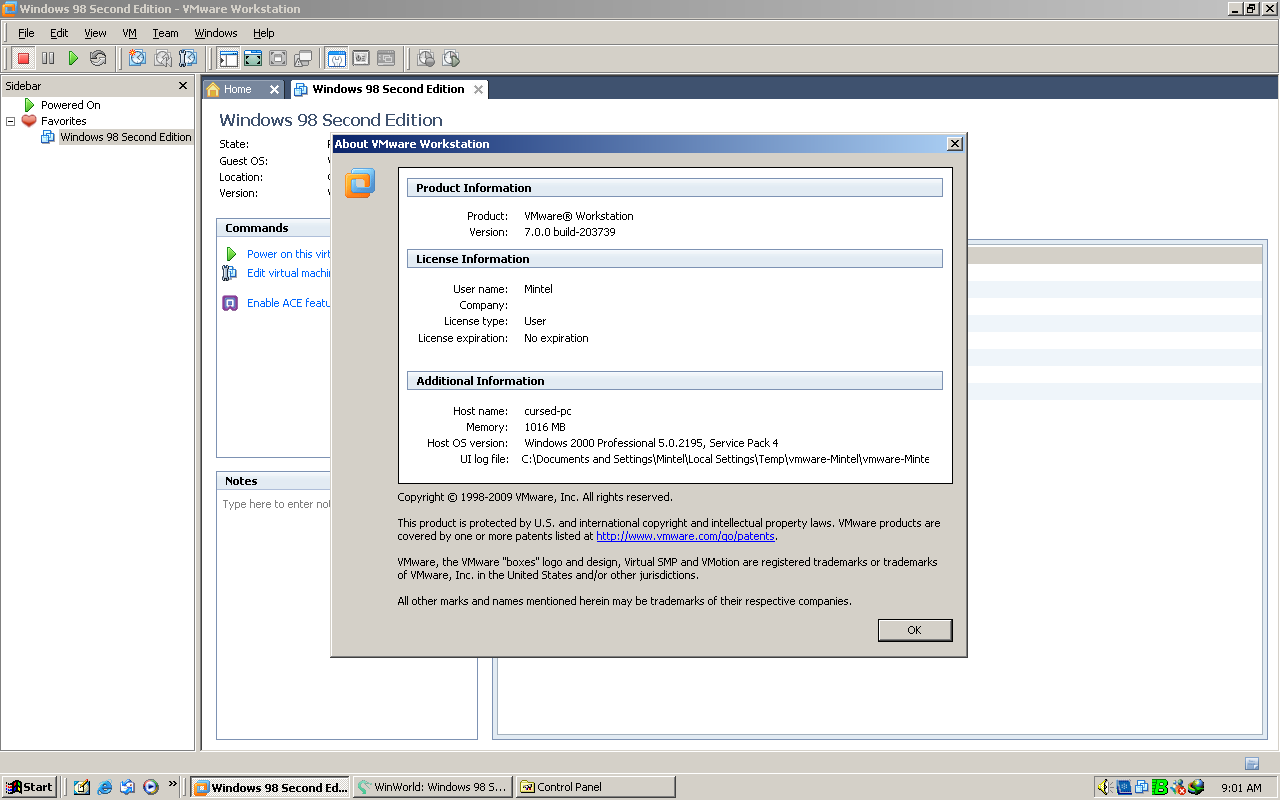 Windows 98 Second Edition - VMware Workstation
File Edit View VM Team Windows Help
Sidebar
Powered On
Favorites
Windows 98 Second Edition
Home
Windows 98 Second Edition
Windows 98 Second Edition
State:
Guest OS:
Location:
Version:
Commands
Power on this virt
Edit virtual machin
Enable ACE featu
Notes
Type here to enter not
About VMware Workstation
Product Information
Product: VMware® Workstation
Version: 7.0.0 build-203739
License Information
User name: Mintel
Company:
License type: User
License expiration: No expiration
Additional Information
Host name: cursed-pc
Memory: 1016 MB
Host OS version: Windows 2000 Professional 5.0.2195, Service Pack 4
UI log file: C:\Documents and Settings\Mintel\Local Settings\Temp\vmware-Mintel\vmware-Minte
Copyright © 1998-2009 VMware, Inc. All rights reserved.
This product is protected by U.S. and international copyright and intellectual property laws. VMware products are
covered by one or more patents listed at http://www.vmware.com/go/patents.
VMware, the VMware "boxes" logo and design, Virtual SMP and VMotion are registered trademarks or trademarks
of VMware, Inc. in the United States and/or other jurisdictions.
All other marks and names mentioned herein may be trademarks of their respective companies.
OK
Start
Windows 98 Second Ed...
WinWorld: Windows 98 S...
Control Panel
9:01 AM